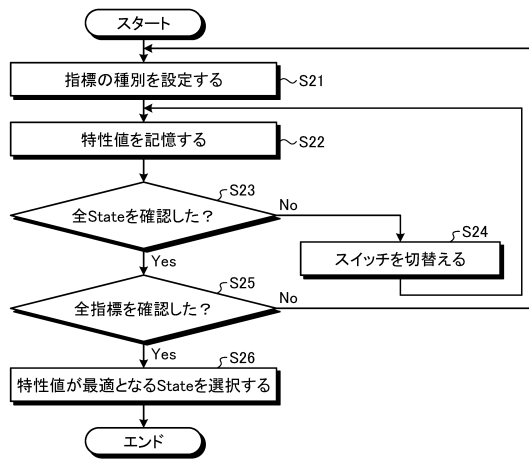 スタート
指標の種別を設定する
S21
特性値を記憶する
S22
全Stateを確認した？
S23
No
スイッチを切替える
S24
Yes
全指標を確認した？
S25
No
Yes
特性値が最適となるStateを選択する
S26
エンド